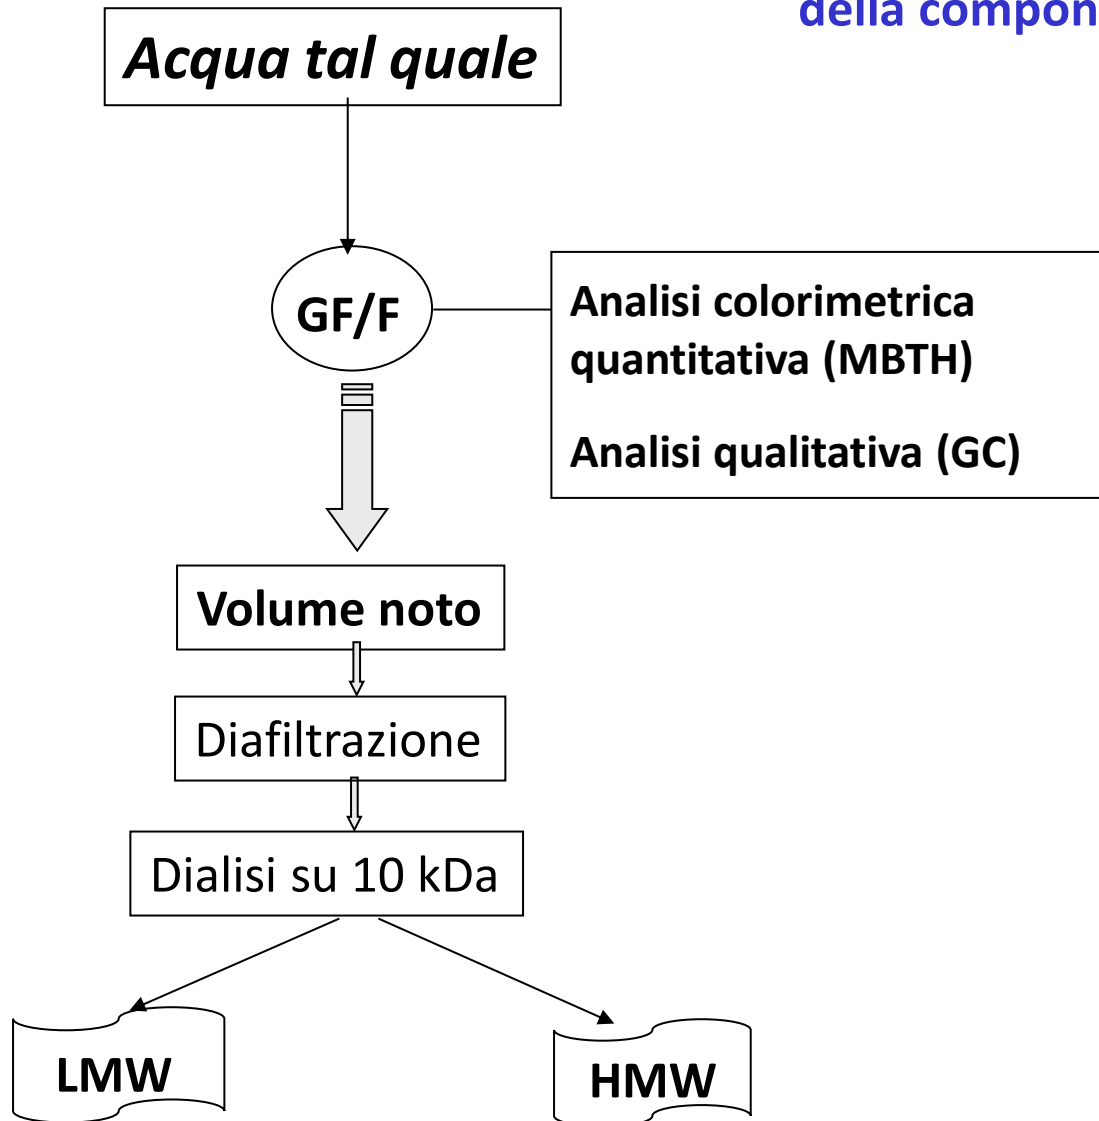 della
Acqua tal quale
GF/F
Analisi colorimetrica
quantitativa (MBTH)
Analisi qualitativa (GC)
Volume noto
Diafiltrazione
Dialisi su 10 kDa
LMW
HMW